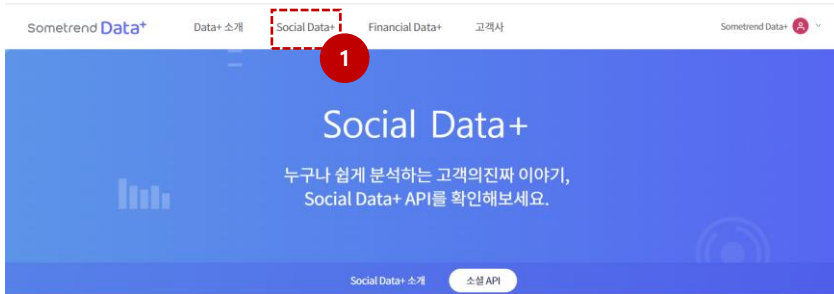 Sometrend Data+ Data+ 소개 Social Data+ Financial Data+ 고객사 Sometrend Data+
1
Social Data+
누구나 쉽게 분석하는 고객의진짜 이야기,
Social Data+ API를 확인해보세요.
Social Data+ 소개 소셜 API